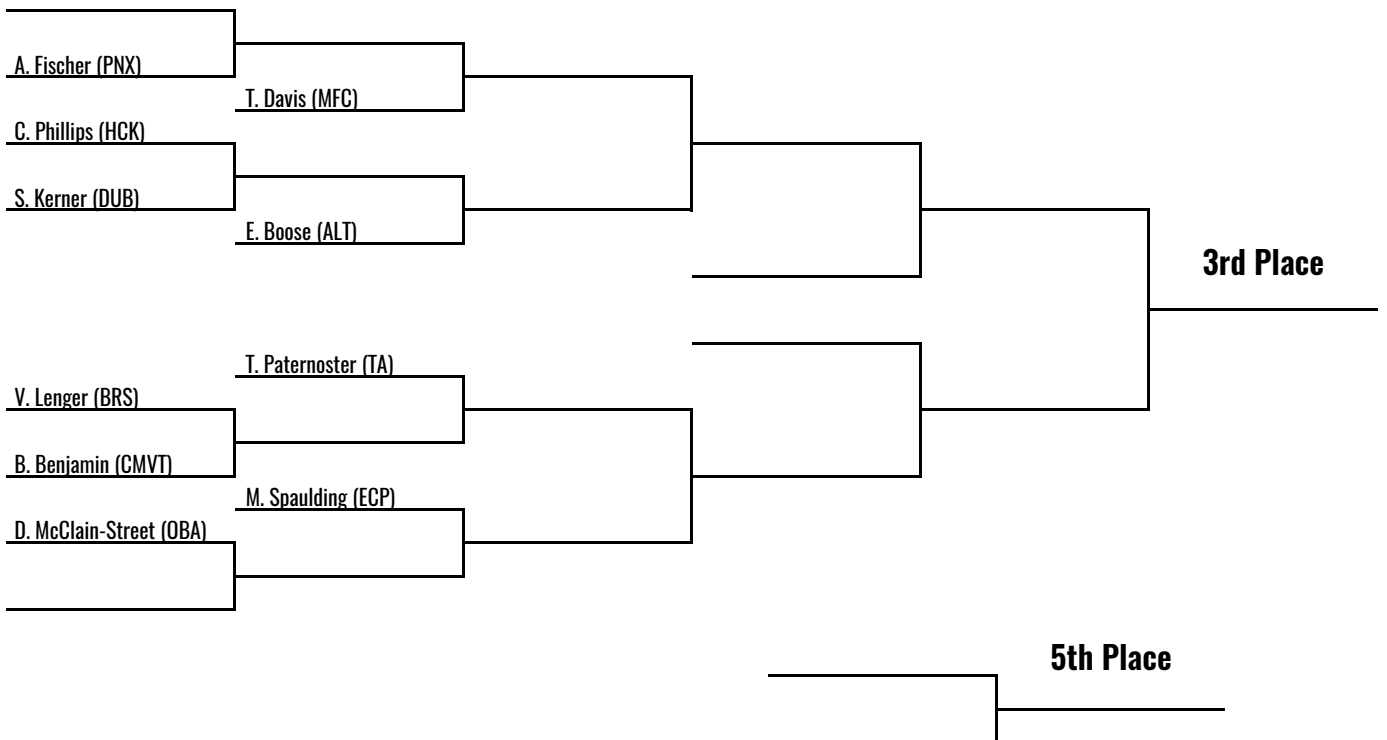 A. Fischer (PNX)
T. Davis (MFC)
C. Phillips (HCK)
S. Kerner (DUB)
E. Boose (ALT)
3rd Place
T. Paternoster (TA)
V. Lenger (BRS)
B. Benjamin (CMVT)
M. Spaulding (ECP)
D. McClain-Street (OBA)
5th Place